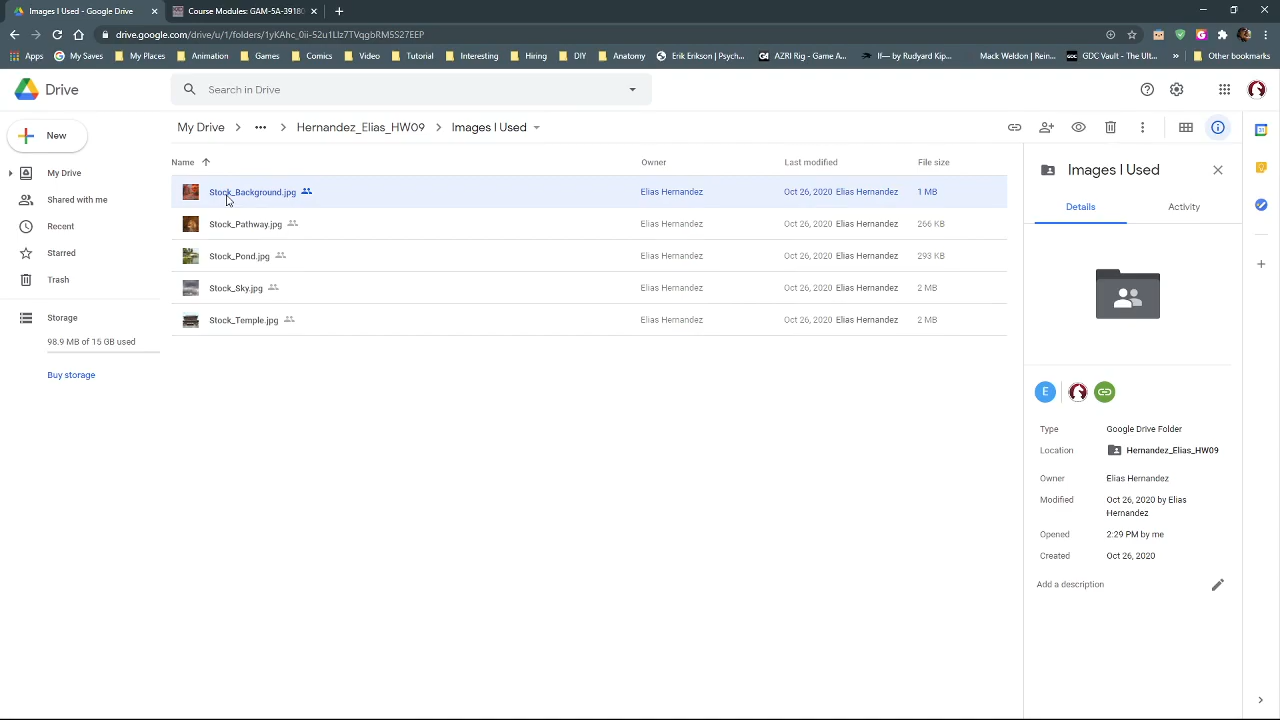 Images I Used - Google Drive
Course Modules: GAM-5A-39180
drive.google.com/drive/u/1/folders/
Apps My Saves My Places Animation Games Comics Video Tutorial Interesting Hiking DIY Anatomy Erik Erikson - Sou... AZRI Rig - Game A... If— by Rudyard Kip... Mack Weldon | Rein... GDC Vault - The Ult... » Other bookmarks
Drive
Search in Drive
New
My Drive ... Hernandez_Elias_HW09 Images I Used
My Drive
Shared with me
Recent
Starred
Trash
Storage
98.9 MB of 15 GB used
Buy storage
Name Owner Last modified File size
Stock_Background.jpg Elias Hernandez Oct 26, 2020 Elias Hernandez 1 MB
Stock_Pathway.jpg Elias Hernandez Oct 26, 2020 Elias Hernandez 266 KB
Stock_Pond.jpg Elias Hernandez Oct 26, 2020 Elias Hernandez 293 KB
Stock_Sky.jpg Elias Hernandez Oct 26, 2020 Elias Hernandez 2 MB
Stock_Temple.jpg Elias Hernandez Oct 26, 2020 Elias Hernandez 2 MB
Images I Used
Details Activity
E
Type Google Drive Folder
Location Hernandez_Elias_HW09
Owner Elias Hernandez
Modified Oct 26, 2020 by Elias
Hernandez
Opened 2:29 PM by me
Created Oct 26, 2020
Add a description